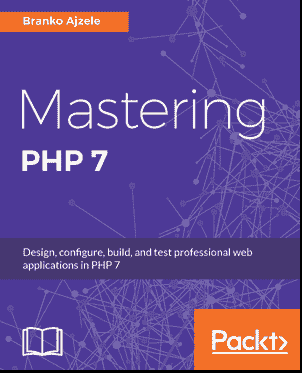 Branko Ajzele
Mastering
PHP 7
Design, configure, build, and test professional web
applications in PHP 7
Packt>